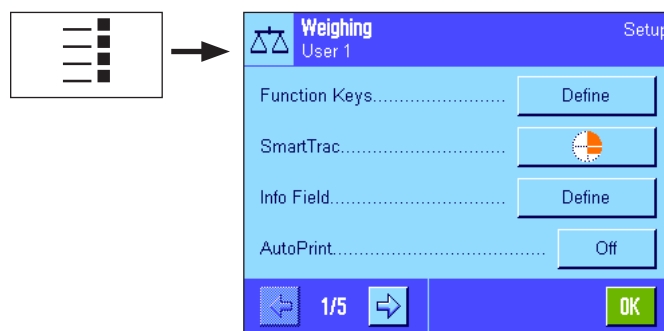 Weighing
User 1
Setup
Function Keys........................ Define
SmartTrac.............................
Info Field............................... Define
AutoPrint....................................... Off
1/5
OK